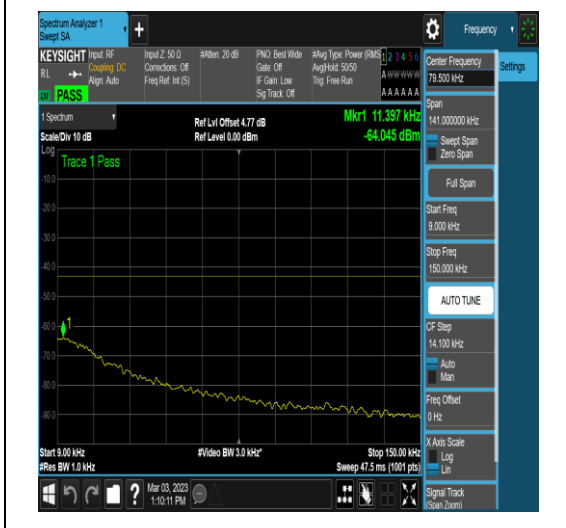 Spectrum Analyzer 1
Swept SA
+
Frequency
KEYSIGHT
RL
PASS
Input: RF
Coupling: DC
Align: Auto
Input Z: 50 Ω
Corrections: Off
Freq Ref: Int (S)
#Atten: 20 dB
PNO: Best Wide
Gate: Off
IF Gain: Low
Sig Track: Off
#Avg Type: Power (RMS
Avg|Hold: 50/50
Trig: Free Run
1 2 3 4 5 6
A W W W W W
A A A A A A
1 Spectrum
Scale/Div 10 dB
Ref Lvl Offset 4.77 dB
Ref Level 0.00 dBm
Mkr1 11.397 kHz
-64.045 dBm
Log
Trace 1 Pass
-10.0
-20.0
-30.0
-40.0
-50.0
-60.0
-70.0
-80.0
-90.0
1
Start 9.00 kHz
#Res BW 1.0 kHz
#Video BW 3.0 kHz*
Stop 150.00 kHz
Sweep 47.5 ms (1001 pts)
Mar 03, 2023
1:10:11 PM
?
Center Frequency
79.500 kHz
Span
141.000000 kHz
Swept Span
Zero Span
Full Span
Start Freq
9.000 kHz
Stop Freq
150.000 kHz
AUTO TUNE
CF Step
14.100 kHz
Auto
Man
Freq Offset
0 Hz
X Axis Scale
Log
Lin
Signal Track
(Span Zoom)
Settings